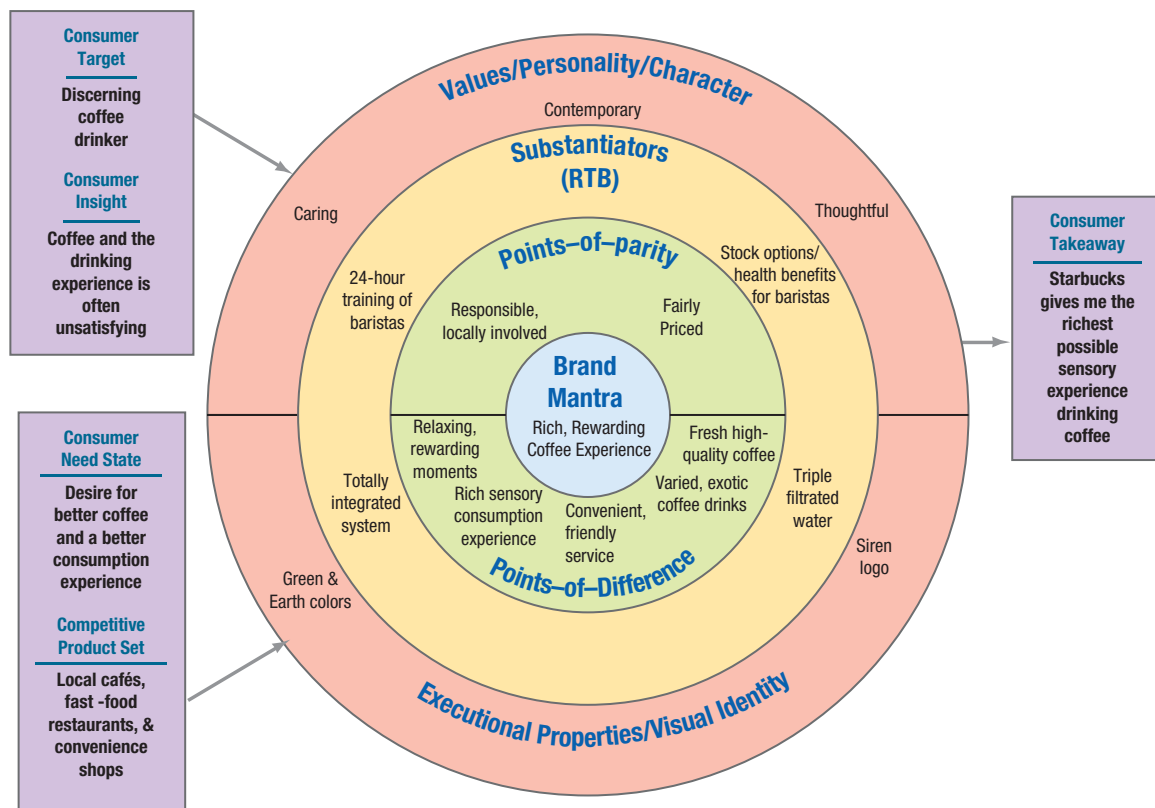 Consumer
Target
Discerning
coffee
drinker
Consumer
Insight
Coffee and the
drinking
experience is
often
unsatisfying
Consumer
Need State
Desire for
better coffee
and a better
consumption
experience
Competitive
Product Set
Local cafés,
fast -food
restaurants, &
convenience
shops
Values/Personality/Character
Contemporary
Caring
Thoughtful
Substantiators
(RTB)
24-hour
training of
baristas
Stock options/
health benefits
for baristas
Points–of–parity
Responsible,
locally involved
Fairly
Priced
Brand
Mantra
Rich, Rewarding
Coffee Experience
Relaxing,
rewarding
moments
Rich sensory
consumption
experience
Convenient,
friendly
service
Fresh high-
quality coffee
Varied, exotic
coffee drinks
Points–of–Difference
Totally
integrated
system
Triple
filtrated
water
Green &
Earth colors
Siren
logo
Executional Properties/Visual Identity
Consumer
Takeaway
Starbucks
gives me the
richest
possible
sensory
experience
drinking
coffee